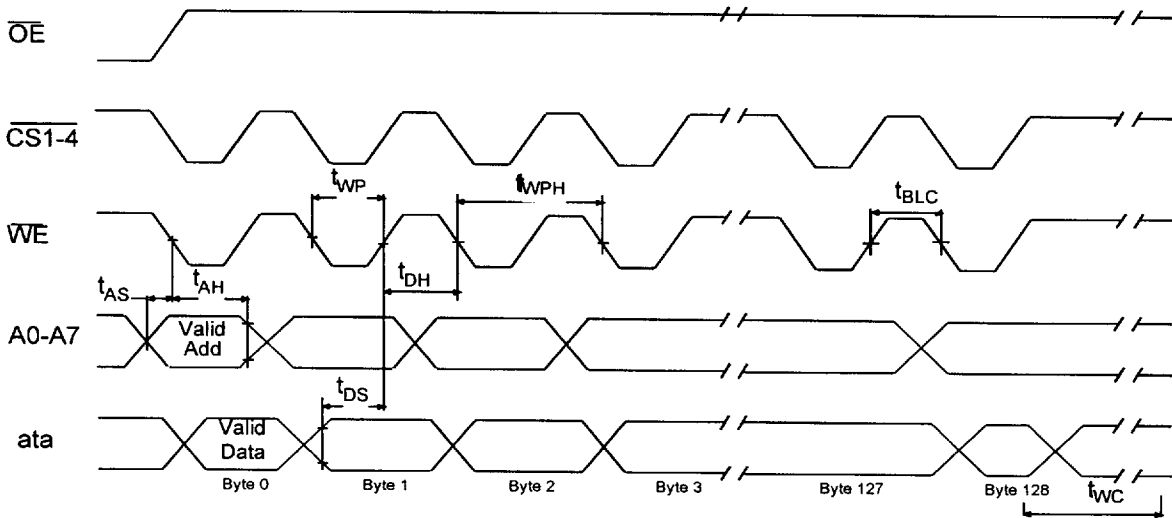 OE
CS1-4
tWP
tWPH
tBLC
WE
tDH
tAS
tAH
A0-A7
Valid
Add
tDS
ata
Valid
Data
Byte 0
Byte 1
Byte 2
Byte 3
Byte 127
Byte 128
tWC